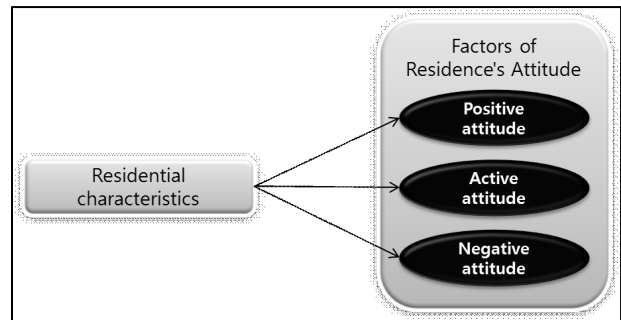 Factors of
Residence's Attitude
Positive
attitude
Residential
characteristics
Active
attitude
Negative
attitude